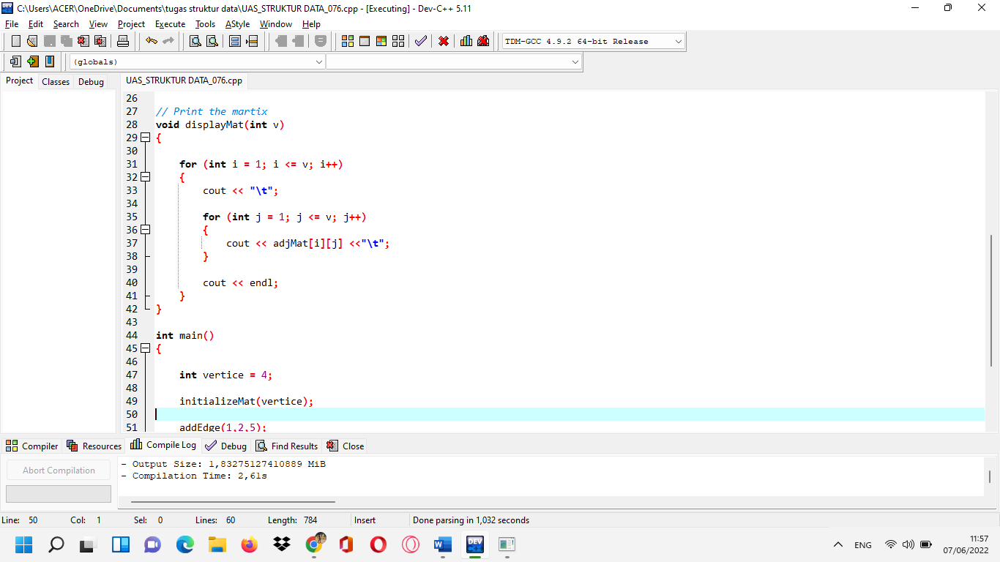 C:\Users\ACER\OneDrive\Documents\tugas struktur data\UAS_STRUKTUR DATA_076.cpp - [Executing] - Dev-C++ 5.11
File Edit Search View Project Execute Tools AStyle Window Help
TDM-GCC 4.9.2 64-bit Release
(globals)
Project Classes Debug UAS_STRUKTUR DATA_076.cpp
26
27 // Print the martix
28 void displayMat(int v)
29 {
30
31 for (int i = 1; i <= v; i++)
32 {
33 cout << "\t";
34
35 for (int j = 1; j <= v; j++)
36 {
37 cout << adjMat[i][j] <<"\t";
38 }
39
40 cout << endl;
41 }
42 }
43
44 int main()
45 {
46
47 int vertice = 4;
48
49 initializeMat(vertice);
50
51 addEdge(1,2,5);
Compiler Resources Compile Log Debug Find Results Close
Abort Compilation
- Output Size: 1,83275127410889 MiB
- Compilation Time: 2,61s
Line: 50 Col: 1 Sel: 0 Lines: 60 Length: 784 Insert Done parsing in 1,032 seconds
DEV
ENG
11:57
07/06/2022